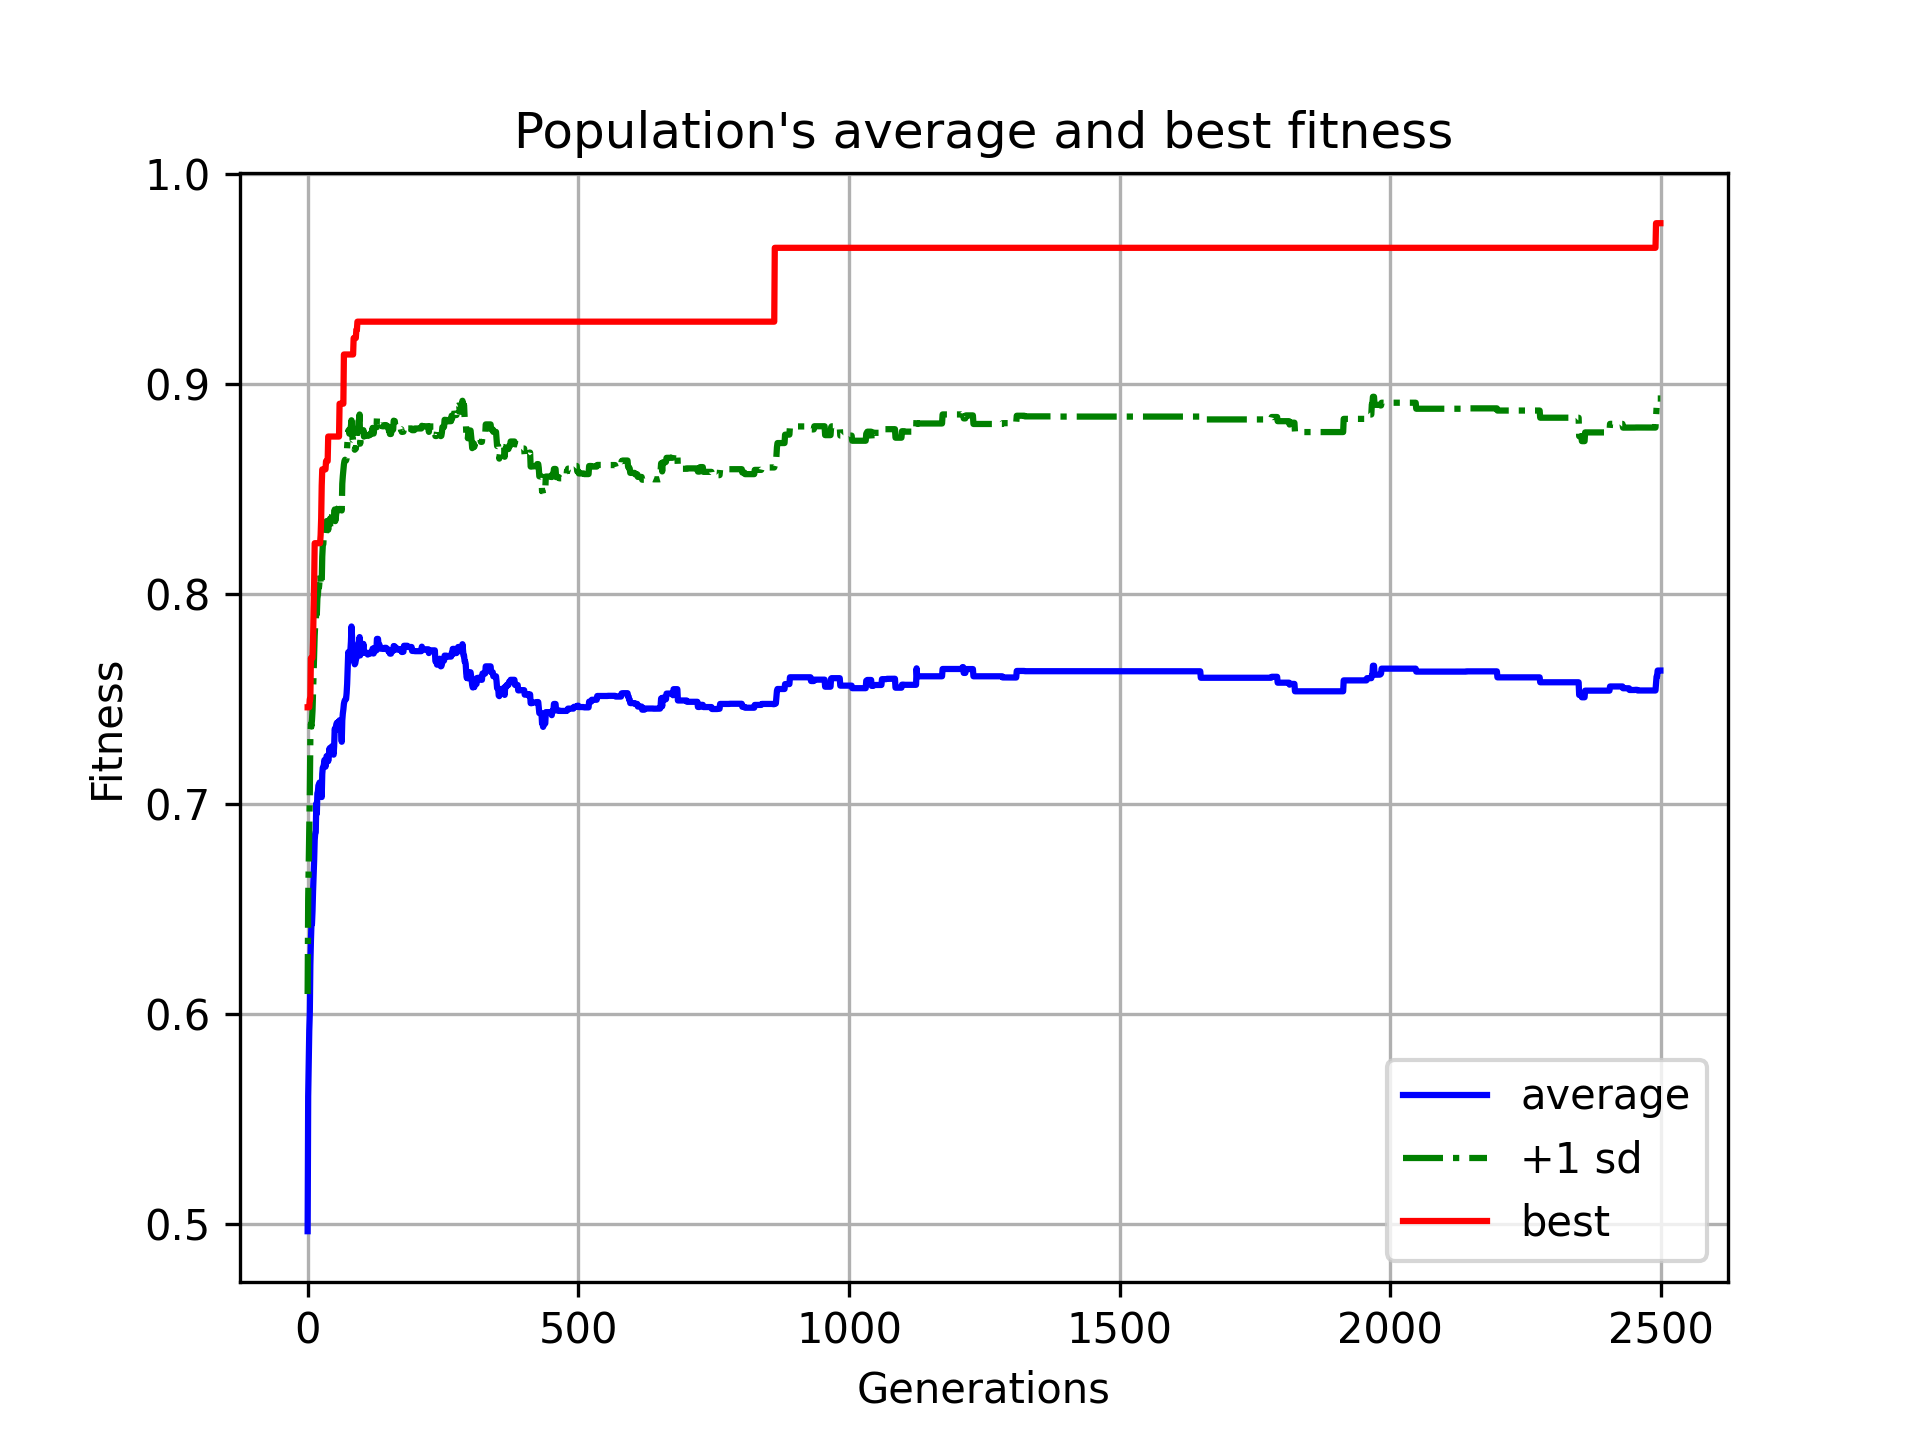 Population's average and best fitness
1.0
0.9
0.8
0.7
0.6
0.5
Fitness
0 500 1000 1500 2000 2500
Generations
average
+1 sd
best